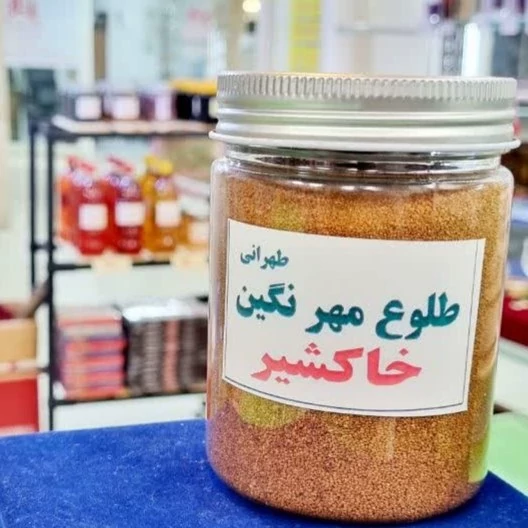 طهرانی
طلوع مهر نگین
خاکشیر